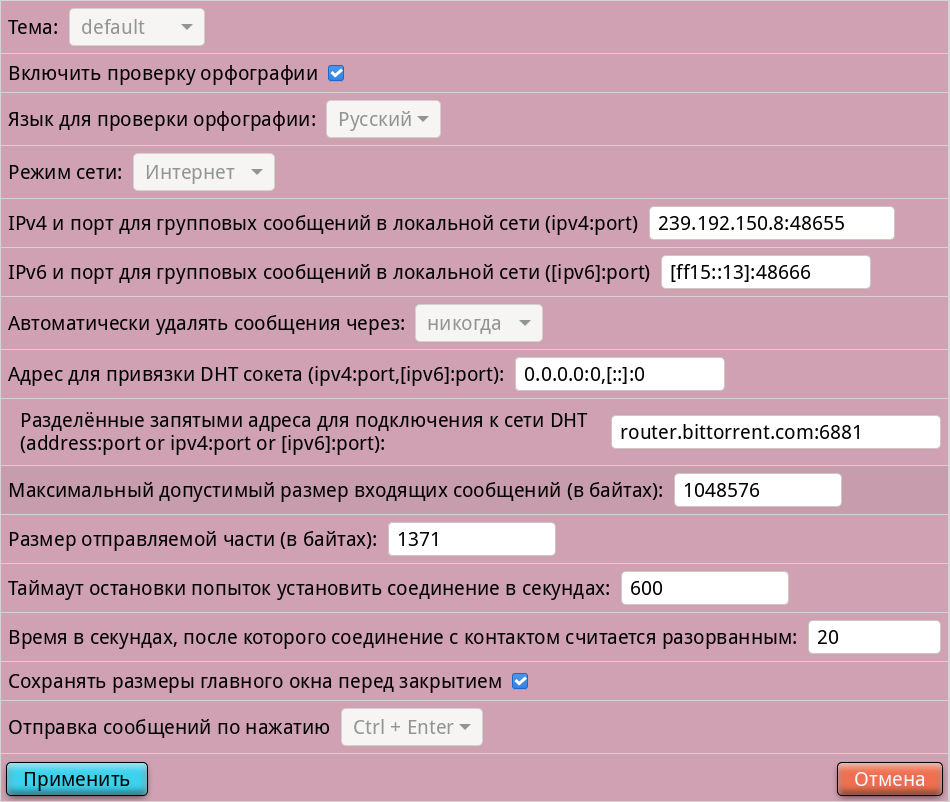 Тема: default
Включить проверку орфографии
Язык для проверки орфографии: Русский
Режим сети: Интернет
IPv4 и порт для групповых сообщений в локальной сети (ipv4:port) 239.192.150.8:48655
IPv6 и порт для групповых сообщений в локальной сети ([ipv6]:port) [ff15::13]:48666
Автоматически удалять сообщения через: никогда
Адрес для привязки DHT сокета (ipv4:port,[ipv6]:port): 0.0.0.0:0,[::]:0
Разделённые запятыми адреса для подключения к сети DHT
(address:port or ipv4:port or [ipv6]:port): router.bittorrent.com:6881
Максимальный допустимый размер входящих сообщений (в байтах): 1048576
Размер отправляемой части (в байтах): 1371
Таймаут остановки попыток установить соединение в секундах: 600
Время в секундах, после которого соединение с контактом считается разорванным: 20
Сохранять размеры главного окна перед закрытием
Отправка сообщений по нажатию Ctrl + Enter
Применить Отмена